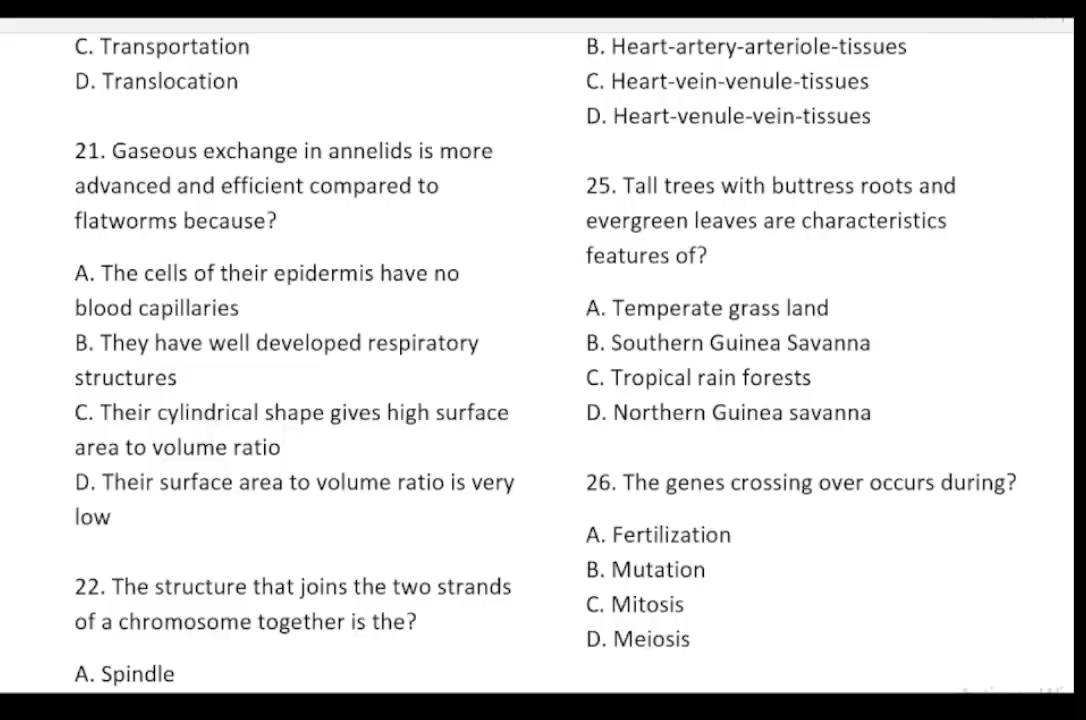 C. Transportation
D. Translocation
21. Gaseous exchange in annelids is more
advanced and efficient compared to
flatworms because?
A. The cells of their epidermis have no
blood capillaries
B. They have well developed respiratory
structures
C. Their cylindrical shape gives high surface
area to volume ratio
D. Their surface area to volume ratio is very
low
22. The structure that joins the two strands
of a chromosome together is the?
A. Spindle
B. Heart-artery-arteriole-tissues
C. Heart-vein-venule-tissues
D. Heart-venule-vein-tissues
25. Tall trees with buttress roots and
evergreen leaves are characteristics
features of?
A. Temperate grass land
B. Southern Guinea Savanna
C. Tropical rain forests
D. Northern Guinea savanna
26. The genes crossing over occurs during?
A. Fertilization
B. Mutation
C. Mitosis
D. Meiosis